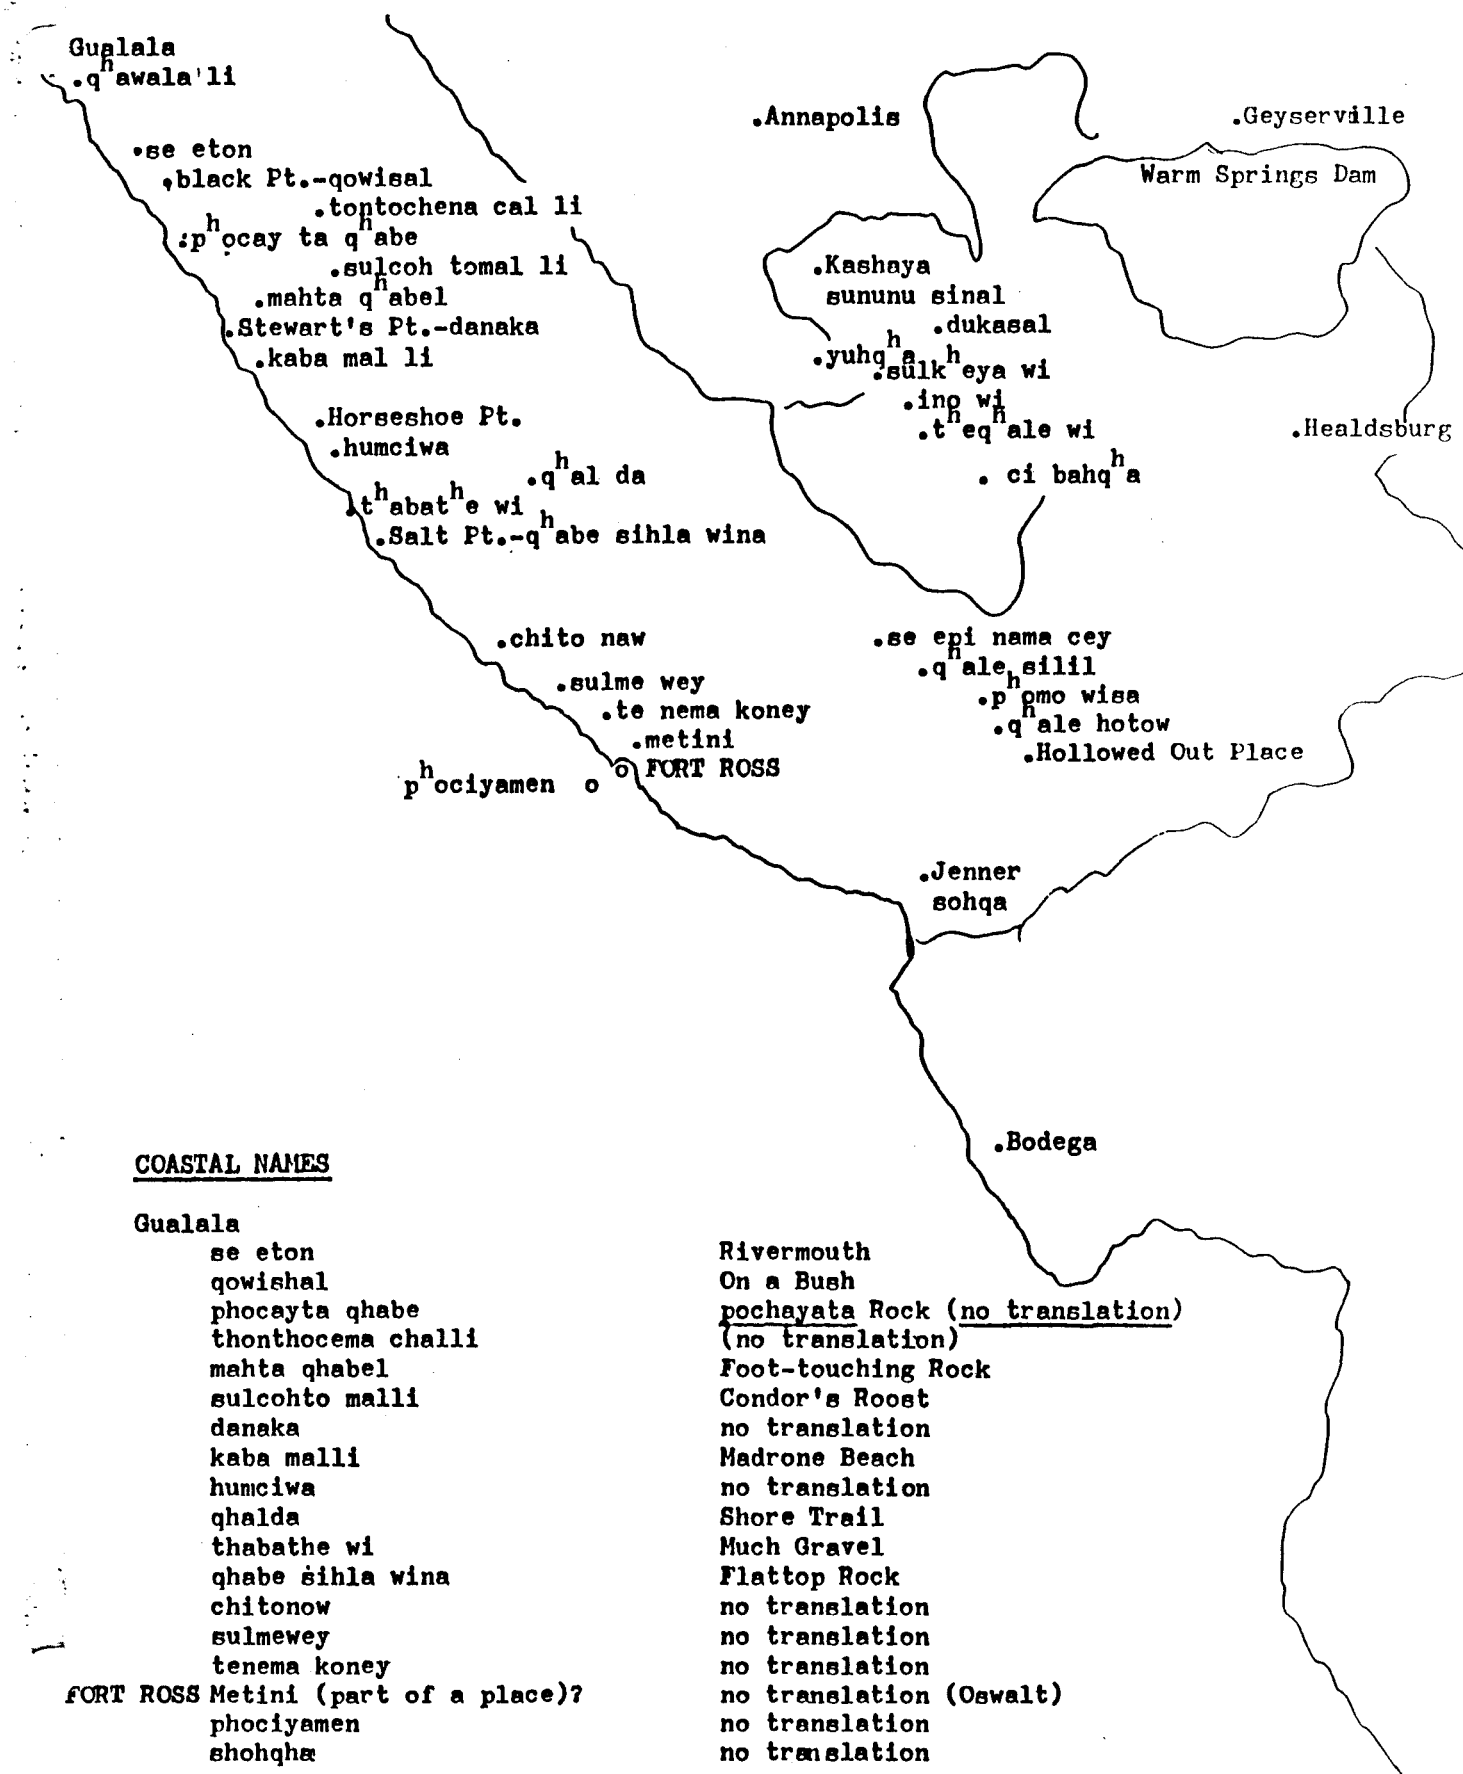 Gualala
.qʰawala'li
.Annapolis
.Geyserville
.se eton
.black Pt.-qowisal
Warm Springs Dam
.tontochena cal li
.pʰocay ta qʰabe
.sulcoh tomal li
.Kashaya
sununu sinal
.mahta qʰabel
.Stewart's Pt.-danaka
.dukasal
.kaba mal li
.yuhqʰa
.sulkʰeya wi
.ino wi
.Horseshoe Pt.
.tʰeqʰale wi
.Healdsburg
.humciwa
.qʰal da
. ci bahqʰa
.tʰabatʰe wi
.Salt Pt.-qʰabe sihla wina
.chito naw
.se epi nama cey
.qʰale silil
.sulme wey
.pʰomo wisa
.te nema koney
.qʰale hotow
.metini
.Hollowed Out Place
o FORT ROSS
pʰociyamen o
.Jenner
sohqa
.Bodega
COASTAL NAMES
Gualala
se eton Rivermouth
qowishal On a Bush
phocayta qhabe pochayata Rock (no translation)
thonthocema challi (no translation)
mahta qhabel Foot-touching Rock
sulcohto malli Condor's Roost
danaka no translation
kaba malli Madrone Beach
humciwa no translation
qhalda Shore Trail
thabathe wi Much Gravel
qhabe sihla wina Flattop Rock
chitonow no translation
sulmewey no translation
tenema koney no translation
FORT ROSS Metini (part of a place)? no translation (Oswalt)
phociyamen no translation
shohqha no translation